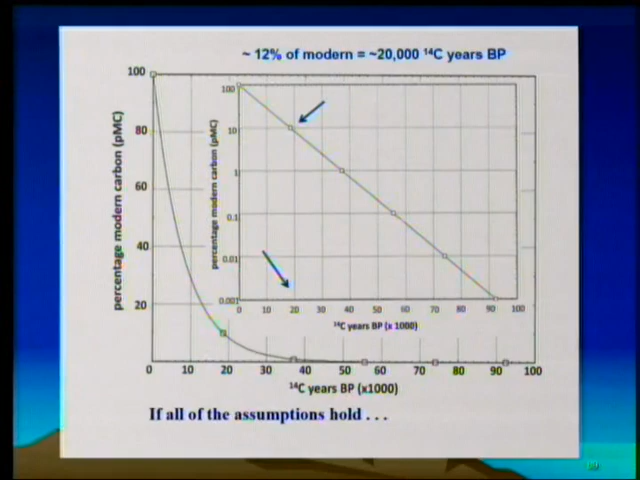 ~ 12% of modern = ~20,000 ¹⁴C years BP
percentage modern carbon (pMC)
100
80
60
40
20
0 10 20 30 40 50 60 70 80 90 100
¹⁴C years BP (x1000)
percentage modern carbon (pMC)
100
10
1
0.1
0.01
0.001
0 10 20 30 40 50 60 70 80 90 100
¹⁴C years BP (x 1000)
If all of the assumptions hold . . .